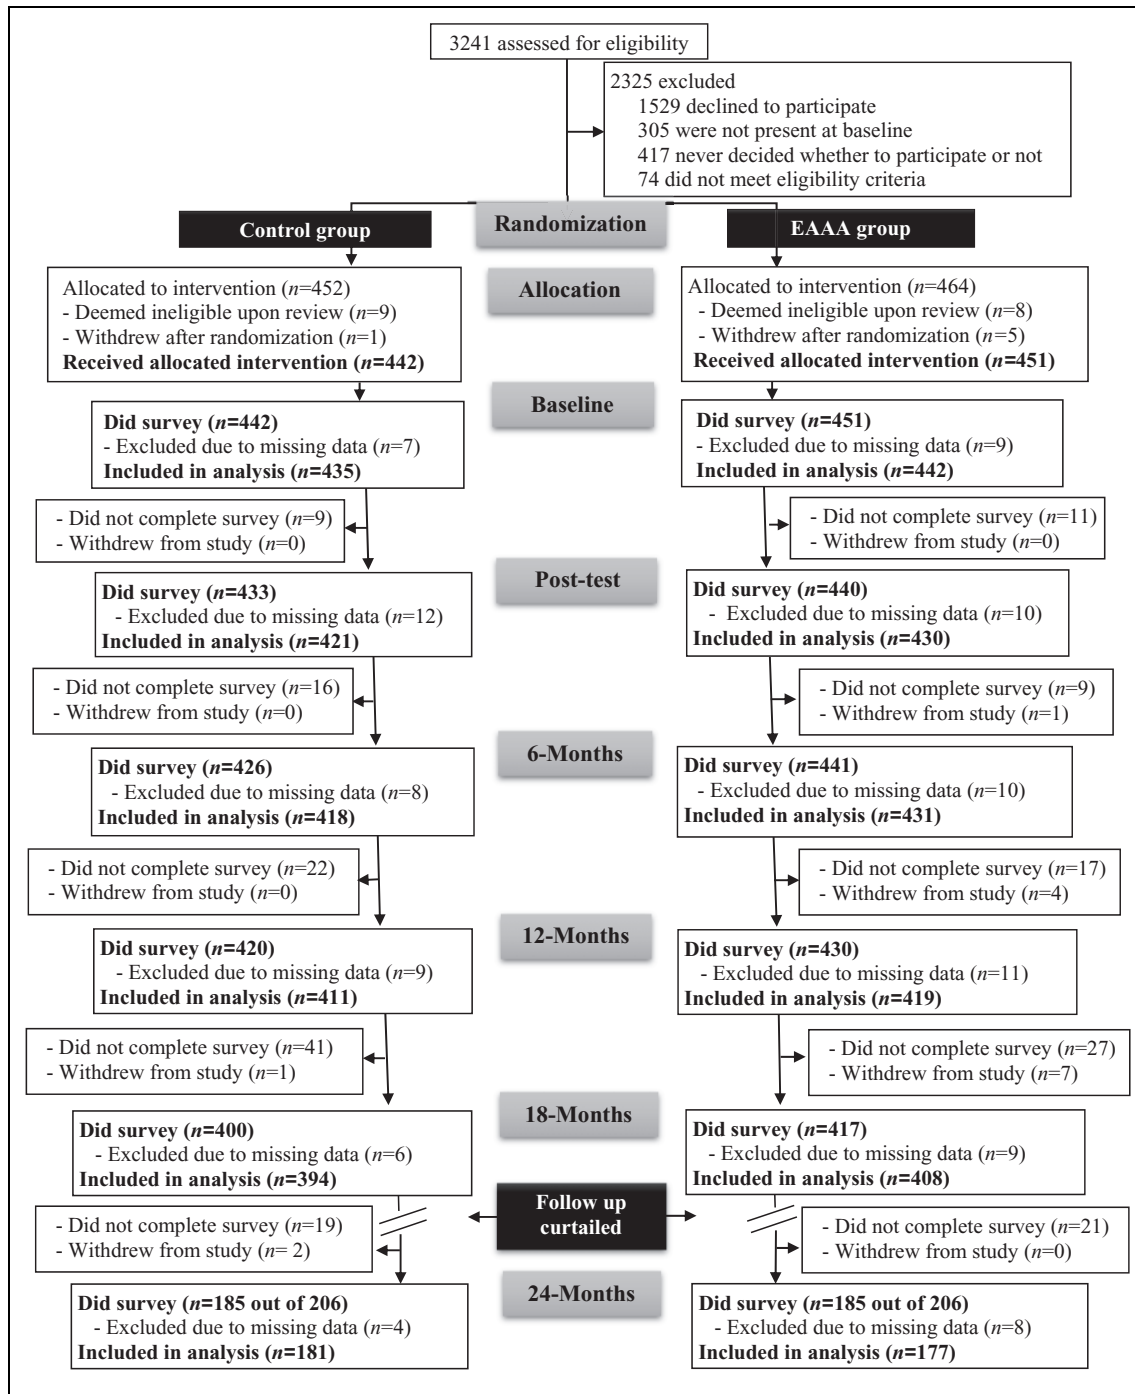 3241 assessed for eligibility
2325 excluded
1529 declined to participate
305 were not present at baseline
417 never decided whether to participate or not
74 did not meet eligibility criteria
Randomization
Control group
EAAA group
Allocation
Allocated to intervention (n=452)
- Deemed ineligible upon review (n=9)
- Withdrew after randomization (n=1)
Received allocated intervention (n=442)
Allocated to intervention (n=464)
- Deemed ineligible upon review (n=8)
- Withdrew after randomization (n=5)
Received allocated intervention (n=451)
Baseline
Did survey (n=442)
- Excluded due to missing data (n=7)
Included in analysis (n=435)
Did survey (n=451)
- Excluded due to missing data (n=9)
Included in analysis (n=442)
- Did not complete survey (n=9)
- Withdrew from study (n=0)
- Did not complete survey (n=11)
- Withdrew from study (n=0)
Post-test
Did survey (n=433)
- Excluded due to missing data (n=12)
Included in analysis (n=421)
Did survey (n=440)
- Excluded due to missing data (n=10)
Included in analysis (n=430)
- Did not complete survey (n=16)
- Withdrew from study (n=0)
- Did not complete survey (n=9)
- Withdrew from study (n=1)
6-Months
Did survey (n=426)
- Excluded due to missing data (n=8)
Included in analysis (n=418)
Did survey (n=441)
- Excluded due to missing data (n=10)
Included in analysis (n=431)
- Did not complete survey (n=22)
- Withdrew from study (n=0)
- Did not complete survey (n=17)
- Withdrew from study (n=4)
12-Months
Did survey (n=420)
- Excluded due to missing data (n=9)
Included in analysis (n=411)
Did survey (n=430)
- Excluded due to missing data (n=11)
Included in analysis (n=419)
- Did not complete survey (n=41)
- Withdrew from study (n=1)
- Did not complete survey (n=27)
- Withdrew from study (n=7)
18-Months
Did survey (n=400)
- Excluded due to missing data (n=6)
Included in analysis (n=394)
Did survey (n=417)
- Excluded due to missing data (n=9)
Included in analysis (n=408)
Follow up
curtailed
- Did not complete survey (n=19)
- Withdrew from study (n= 2)
- Did not complete survey (n=21)
- Withdrew from study (n=0)
24-Months
Did survey (n=185 out of 206)
- Excluded due to missing data (n=4)
Included in analysis (n=181)
Did survey (n=185 out of 206)
- Excluded due to missing data (n=8)
Included in analysis (n=177)